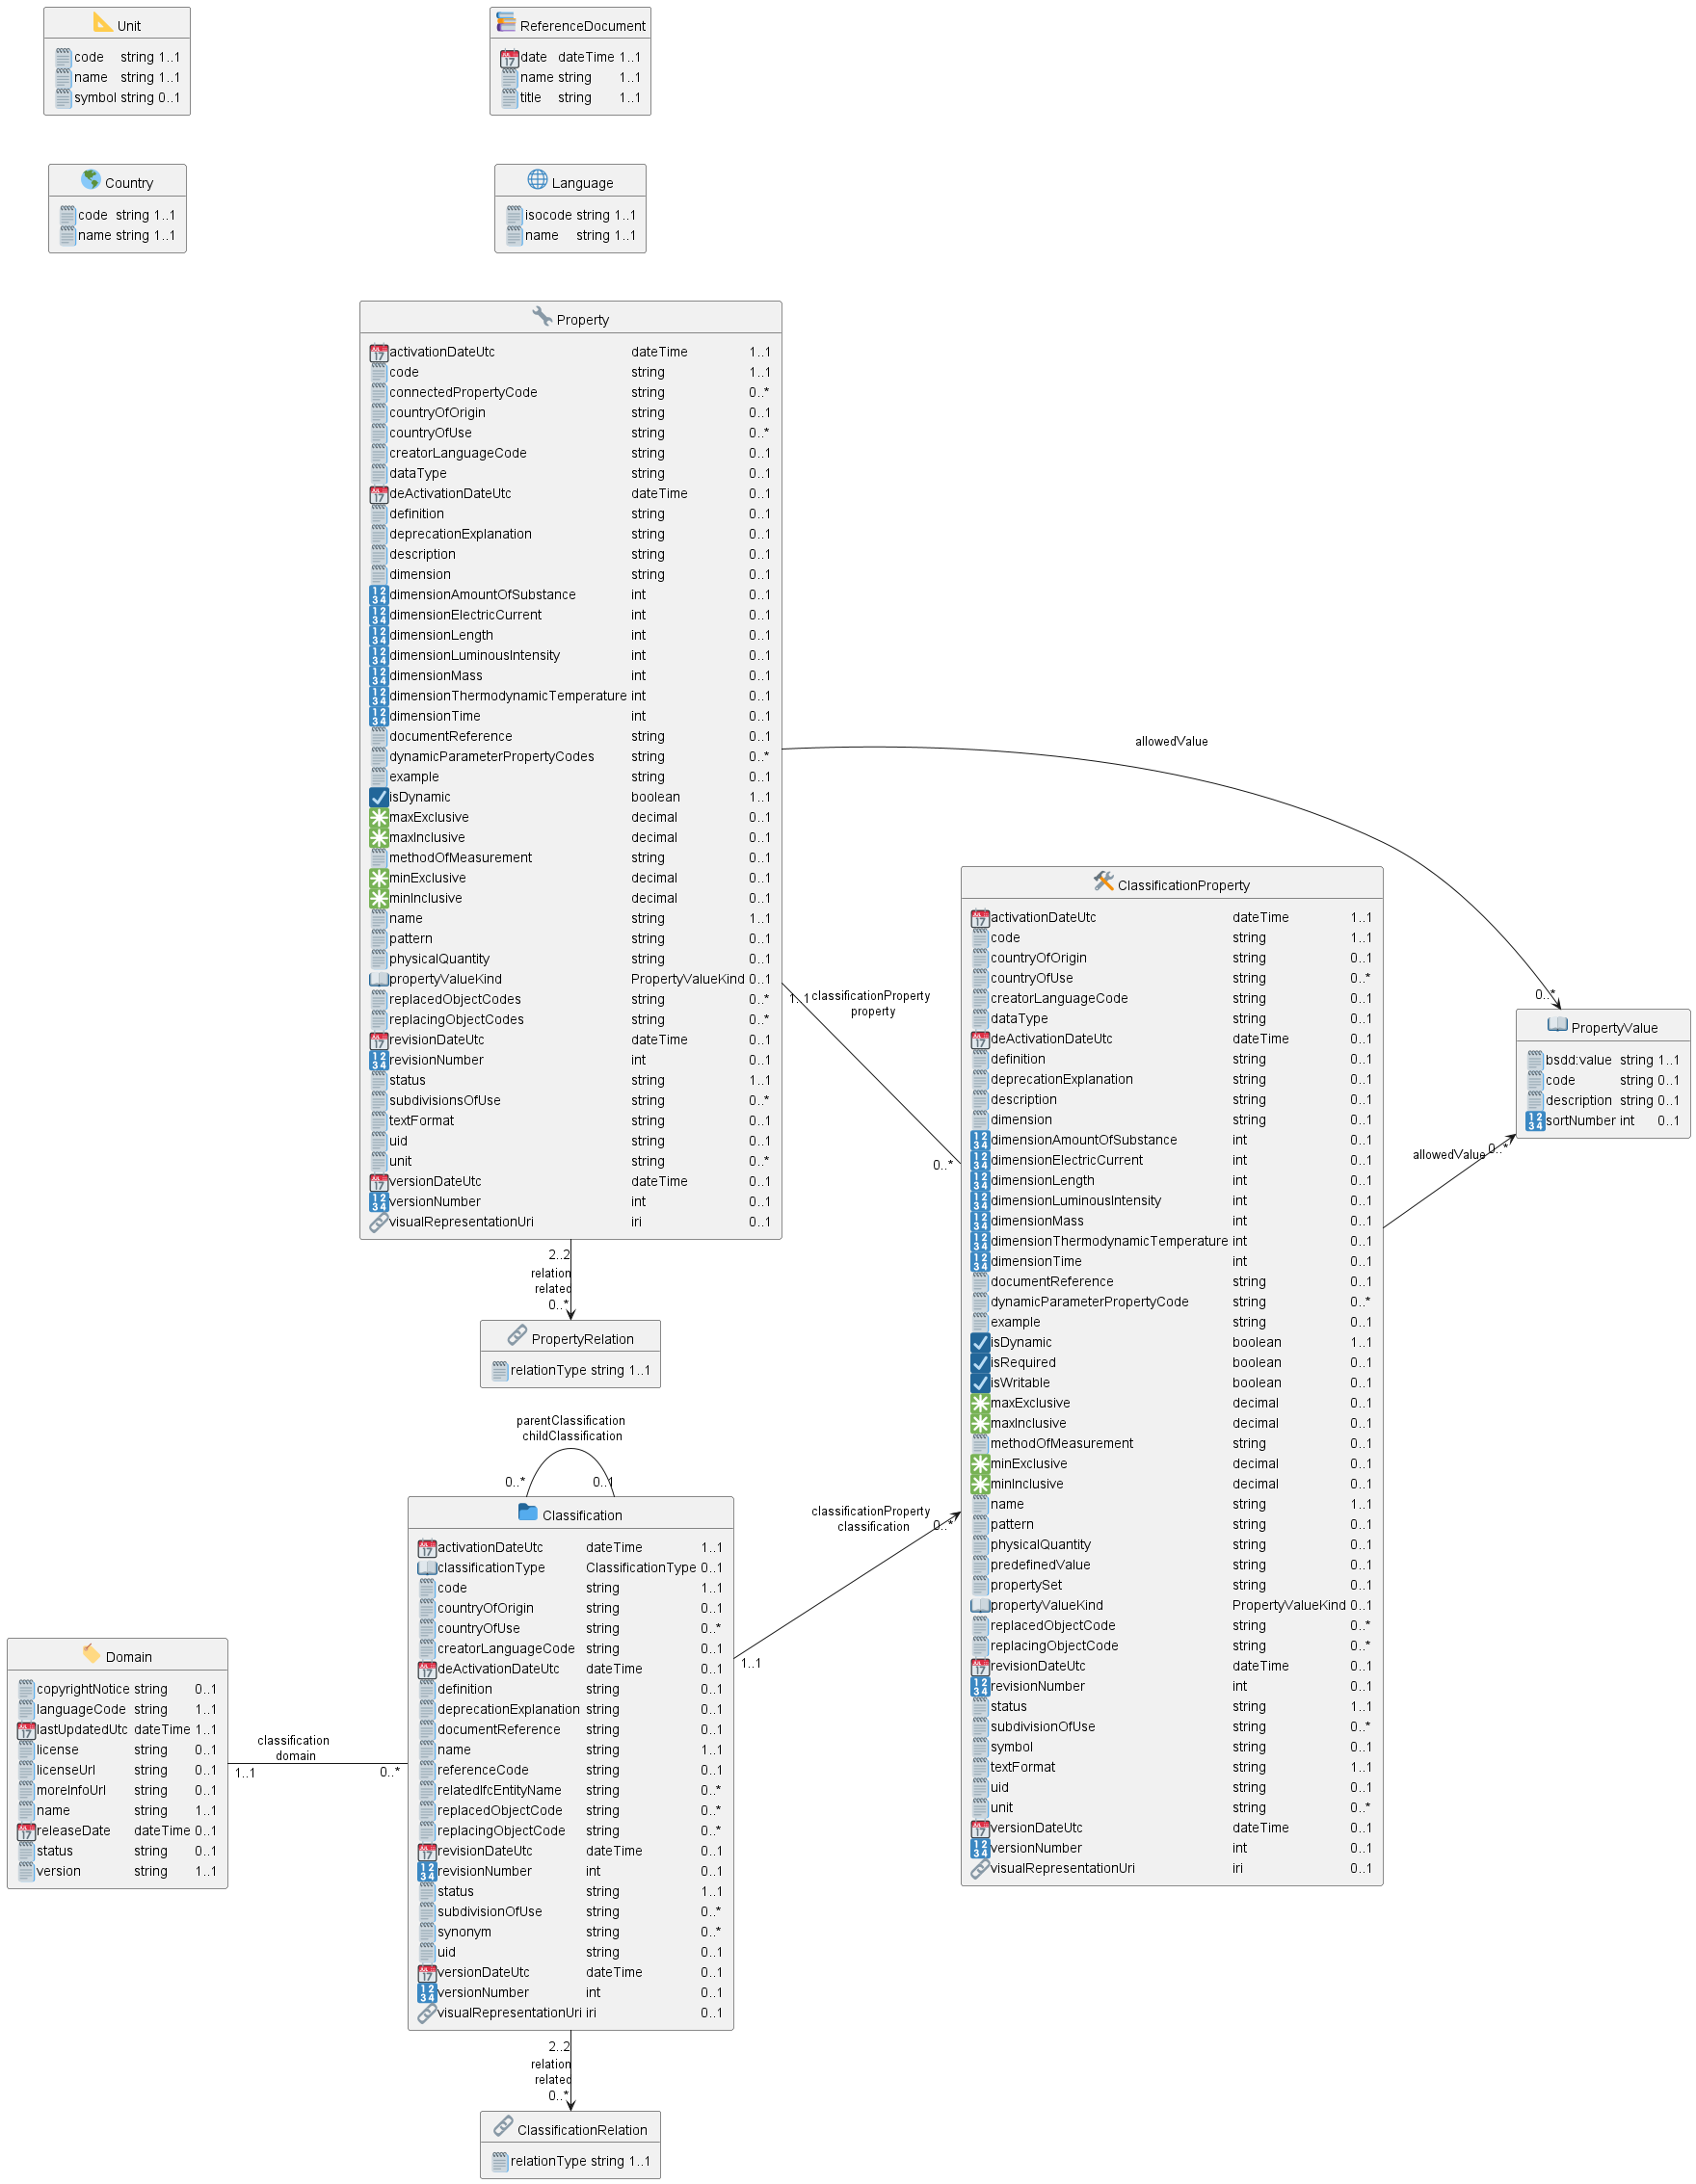 Unit
code string 1..1
name string 1..1
symbol string 0..1
ReferenceDocument
date dateTime 1..1
name string 1..1
title string 1..1
Country
code string 1..1
name string 1..1
Language
isocode string 1..1
name string 1..1
Property
activationDateUtc dateTime 1..1
code string 1..1
connectedPropertyCode string 0..*
countryOfOrigin string 0..1
countryOfUse string 0..*
creatorLanguageCode string 0..1
dataType string 0..1
deActivationDateUtc dateTime 0..1
definition string 0..1
deprecationExplanation string 0..1
description string 0..1
dimension string 0..1
dimensionAmountOfSubstance int 0..1
dimensionElectricCurrent int 0..1
dimensionLength int 0..1
dimensionLuminousIntensity int 0..1
dimensionMass int 0..1
dimensionThermodynamicTemperature int 0..1
dimensionTime int 0..1
documentReference string 0..1
dynamicParameterPropertyCodes string 0..*
example string 0..1
isDynamic boolean 1..1
maxExclusive decimal 0..1
maxInclusive decimal 0..1
methodOfMeasurement string 0..1
minExclusive decimal 0..1
minInclusive decimal 0..1
name string 1..1
pattern string 0..1
physicalQuantity string 0..1
propertyValueKind PropertyValueKind 0..1
replacedObjectCodes string 0..*
replacingObjectCodes string 0..*
revisionDateUtc dateTime 0..1
revisionNumber int 0..1
status string 1..1
subdivisionsOfUse string 0..*
textFormat string 0..1
uid string 0..1
unit string 0..*
versionDateUtc dateTime 0..1
versionNumber int 0..1
visualRepresentationUri iri 0..1
allowedValue
0..*
1..1
classificationProperty
property
0..*
ClassificationProperty
activationDateUtc dateTime 1..1
code string 1..1
countryOfOrigin string 0..1
countryOfUse string 0..*
creatorLanguageCode string 0..1
dataType string 0..1
deActivationDateUtc dateTime 0..1
definition string 0..1
deprecationExplanation string 0..1
description string 0..1
dimension string 0..1
dimensionAmountOfSubstance int 0..1
dimensionElectricCurrent int 0..1
dimensionLength int 0..1
dimensionLuminousIntensity int 0..1
dimensionMass int 0..1
dimensionThermodynamicTemperature int 0..1
dimensionTime int 0..1
documentReference string 0..1
dynamicParameterPropertyCode string 0..*
example string 0..1
isDynamic boolean 1..1
isRequired boolean 0..1
isWritable boolean 0..1
maxExclusive decimal 0..1
maxInclusive decimal 0..1
methodOfMeasurement string 0..1
minExclusive decimal 0..1
minInclusive decimal 0..1
name string 1..1
pattern string 0..1
physicalQuantity string 0..1
predefinedValue string 0..1
propertySet string 0..1
propertyValueKind PropertyValueKind 0..1
replacedObjectCode string 0..*
replacingObjectCode string 0..*
revisionDateUtc dateTime 0..1
revisionNumber int 0..1
status string 1..1
subdivisionOfUse string 0..*
symbol string 0..1
textFormat string 1..1
uid string 0..1
unit string 0..*
versionDateUtc dateTime 0..1
versionNumber int 0..1
visualRepresentationUri iri 0..1
PropertyValue
bsdd:value string 1..1
code string 0..1
description string 0..1
sortNumber int 0..1
allowedValue
0..*
2..2
relation
related
0..*
PropertyRelation
relationType string 1..1
parentClassification
childClassification
0..*
0..1
Classification
activationDateUtc dateTime 1..1
classificationType ClassificationType 0..1
code string 1..1
countryOfOrigin string 0..1
countryOfUse string 0..*
creatorLanguageCode string 0..1
deActivationDateUtc dateTime 0..1
definition string 0..1
deprecationExplanation string 0..1
documentReference string 0..1
name string 1..1
referenceCode string 0..1
relatedIfcEntityName string 0..*
replacedObjectCode string 0..*
replacingObjectCode string 0..*
revisionDateUtc dateTime 0..1
revisionNumber int 0..1
status string 1..1
subdivisionOfUse string 0..*
synonym string 0..*
uid string 0..1
versionDateUtc dateTime 0..1
versionNumber int 0..1
visualRepresentationUri iri 0..1
classificationProperty
classification
0..*
1..1
Domain
copyrightNotice string 0..1
languageCode string 1..1
lastUpdatedUtc dateTime 1..1
license string 0..1
licenseUrl string 0..1
moreInfoUrl string 0..1
name string 1..1
releaseDate dateTime 0..1
status string 0..1
version string 1..1
classification
domain
1..1
0..*
2..2
relation
related
0..*
ClassificationRelation
relationType string 1..1